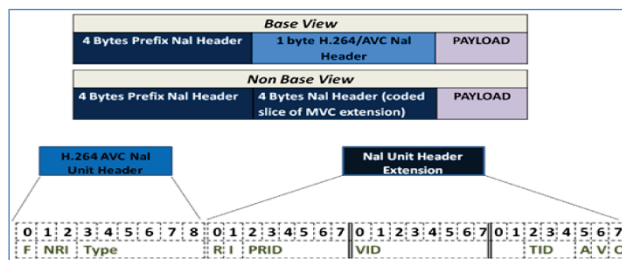 Base View
4 Bytes Prefix Nal Header
1 byte H.264/AVC Nal
Header
PAYLOAD
Non Base View
4 Bytes Prefix Nal Header
4 Bytes Nal Header (coded
slice of MVC extension)
PAYLOAD
H.264 AVC Nal
Unit Header
Nal Unit Header
Extension
0 1 2 3 4 5 6 7 8 0 1 2 3 4 5 6 7 0 1 2 3 4 5 6 7 0 1 2 3 4 5 6 7
F NRI Type R I PRID VID TID A V O